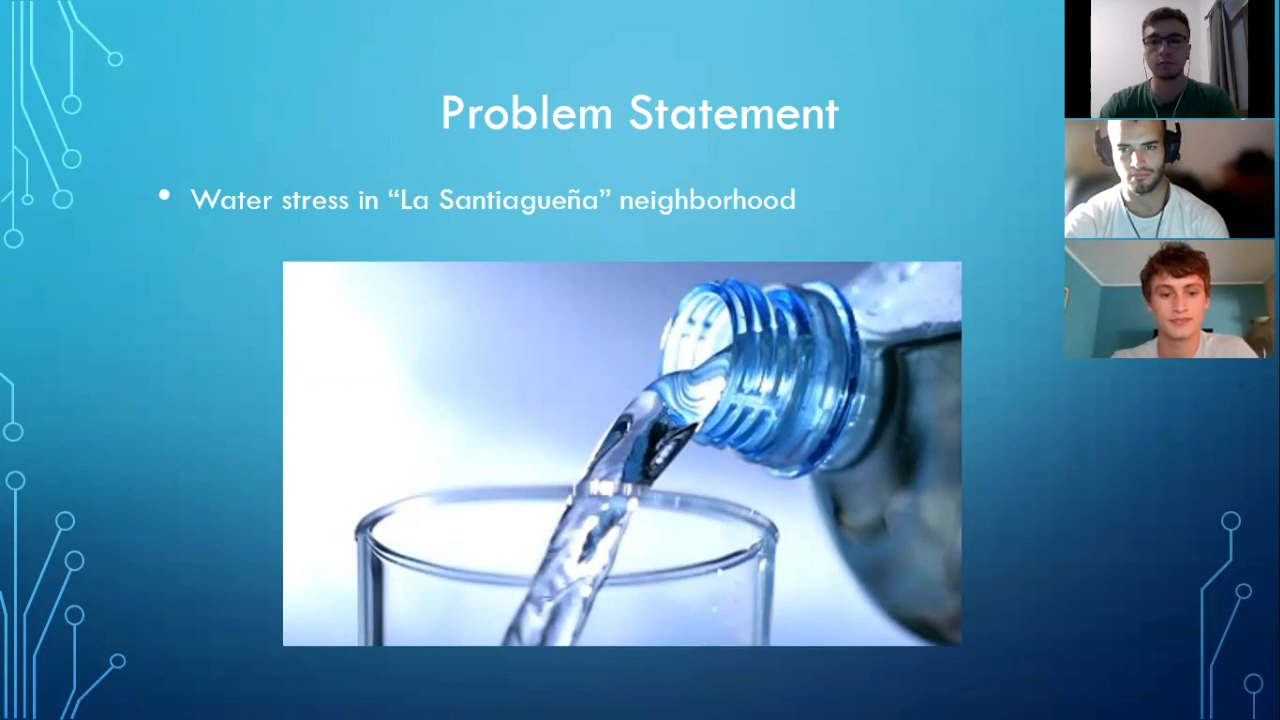 Problem Statement
• Water stress in “La Santiagueña” neighborhood